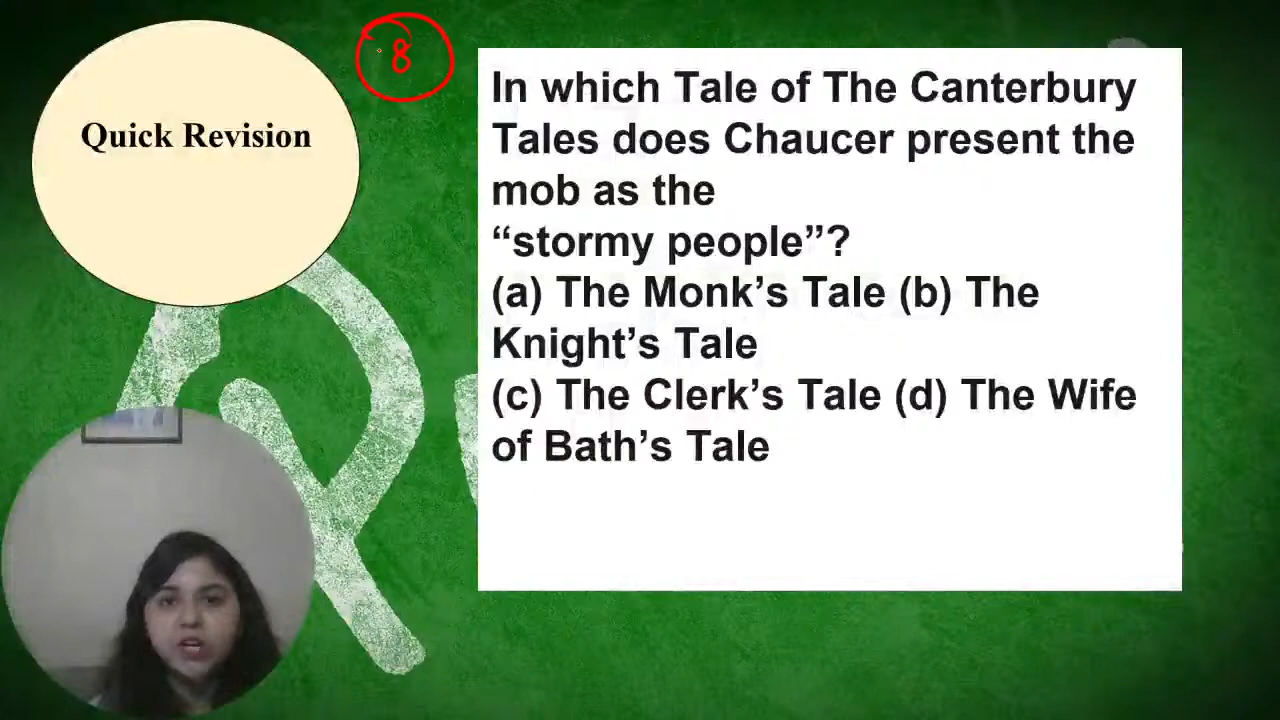 Quick Revision
8
In which Tale of The Canterbury
Tales does Chaucer present the
mob as the
“stormy people”?
(a) The Monk’s Tale (b) The
Knight’s Tale
(c) The Clerk’s Tale (d) The Wife
of Bath’s Tale